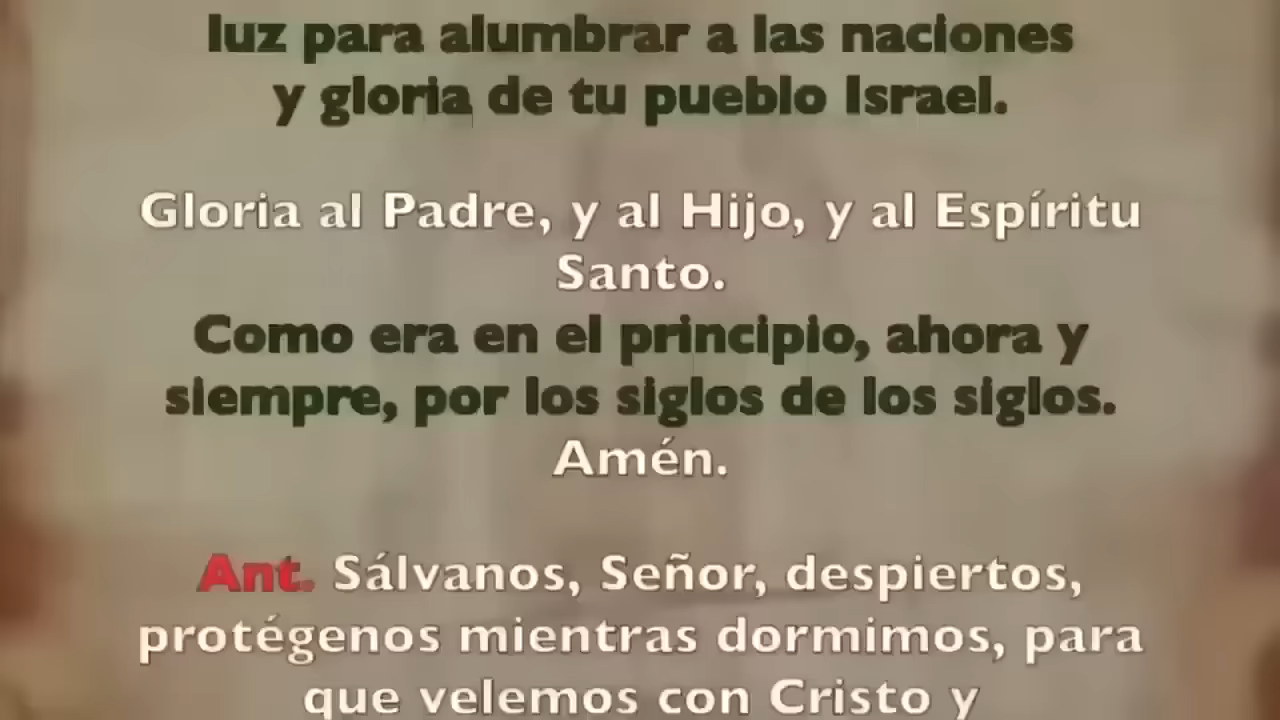 luz para alumbrar a las naciones
y gloria de tu pueblo Israel.
Gloria al Padre, y al Hijo, y al Espíritu
Santo.
Como era en el principio, ahora y
siempre, por los siglos de los siglos.
Amén.
Ant. Sálvanos, Señor, despiertos,
protégenos mientras dormimos, para
que velemos con Cristo y